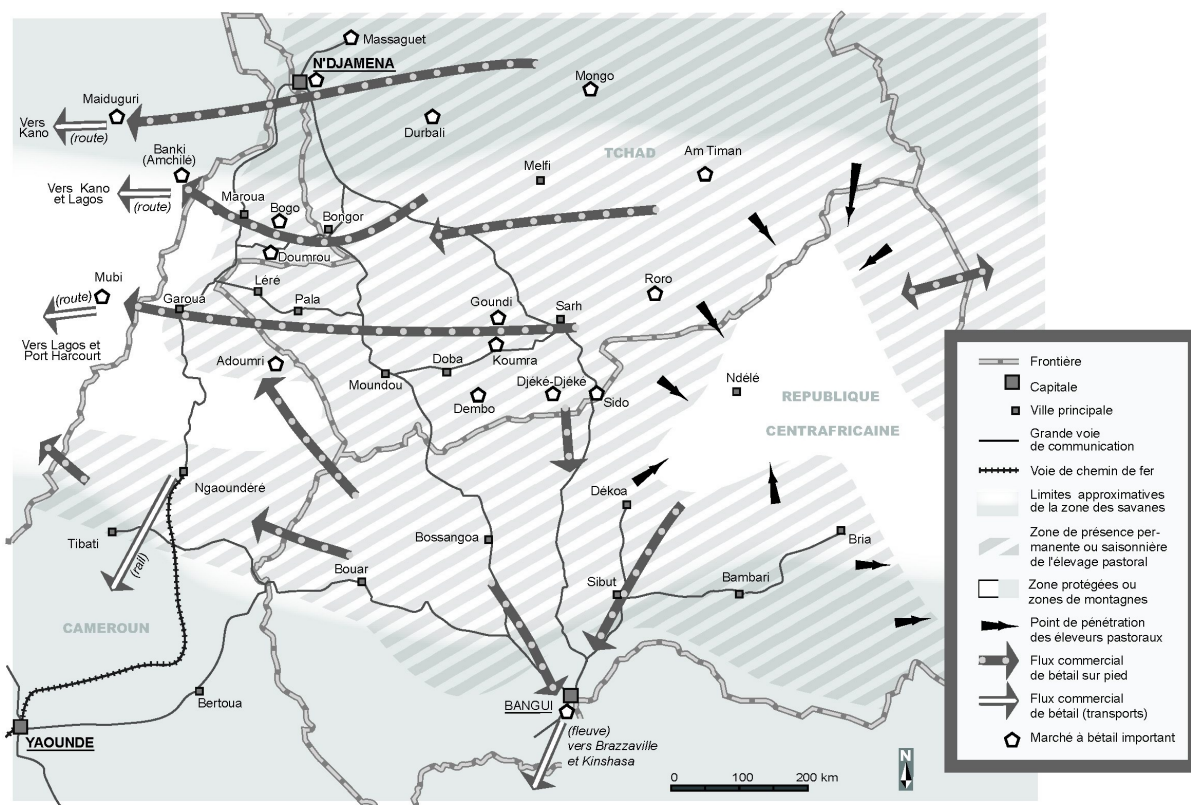 Massaguet
N'DJAMENA
Mongo
Maiduguri
Vers
Kano
(route)
Durbali
Banki
(Amchilé)
TCHAD
Am Timan
Melfi
Vers Kano
et Lagos
(route)
Maroua
Bogo
Bongor
Doumrou
Mubi
(route)
Léré
Pala
Garoua
Goundi
Sarh
Roro
Vers Lagos et
Port Harcourt
Adoumri
Moundou
Doba
Koumra
Dembo
Djéké-Djéké
Sido
Ndélé
REPUBLIQUE
CENTRAFRICAINE
Ngaoundéré
Dékoa
Tibati
(rail)
Bossangoa
Bria
Bouar
Sibut
Bambari
CAMEROUN
Bertoua
BANGUI
(fleuve)
vers Brazzaville
et Kinshasa
YAOUNDE
N
0 100 200 km
Frontière
Capitale
Ville principale
Grande voie
de communication
Voie de chemin de fer
Limites approximatives
de la zone des savanes
Zone de présence per-
manente ou saisonnière
de l'élevage pastoral
Zone protégées ou
zones de montagnes
Point de pénétration
des éleveurs pastoraux
Flux commercial
de bétail sur pied
Flux commercial
de bétail (transports)
Marché à bétail important